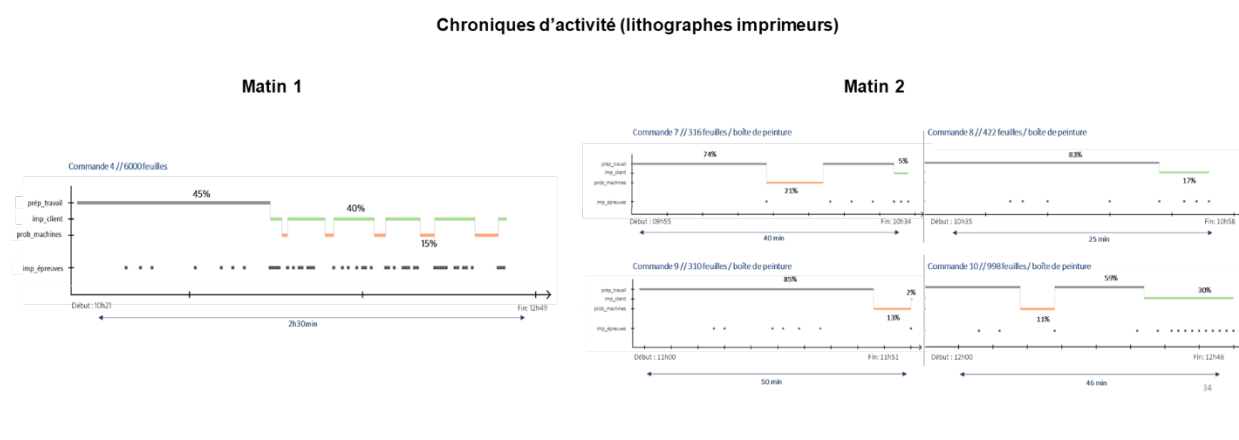 Chroniques d'activité (lithographes imprimeurs)
Matin 1
Matin 2
Commande 4 // 6000 feuilles
45%
prép_travail
40%
imp_client
prob_machines
15%
imp_épreuves
Début : 10h21
Fin: 12h49
2h30min
Commande 7 // 316 feuilles / boîte de peinture
74%
5%
prép_travail
imp_client
prob_machines
21%
imp_épreuves
Début : 09h55
Fin: 10h34
40 min
Commande 8 // 422 feuilles / boîte de peinture
83%
17%
Début : 10h35
Fin: 10h58
25 min
Commande 9 // 310 feuilles / boîte de peinture
85%
prép_travail
2%
imp_client
prob_machines
13%
imp_épreuves
Début : 11h00
Fin: 11h51
50 min
Commande 10 // 998 feuilles / boîte de peinture
59%
30%
11%
Début : 12h00
Fin: 12h46
46 min
34